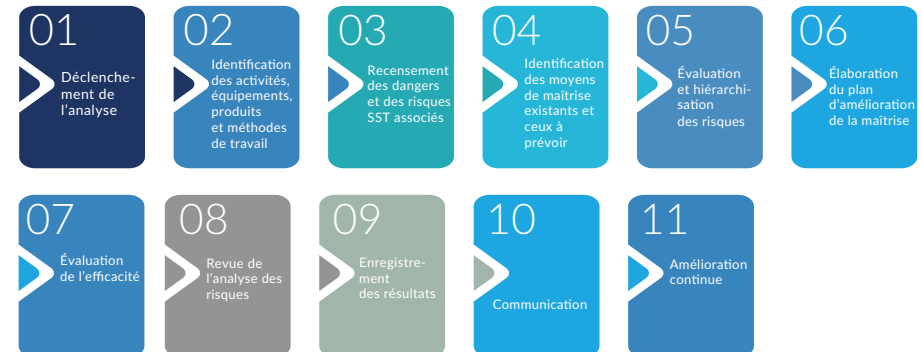 01
Déclenche-
ment de
l'analyse
02
Identification
des activités,
équipements,
produits
et méthodes
de travail
03
Recensement
des dangers
et des risques
SST associés
04
Identification
des moyens
de maîtrise
existants et
ceux à
prévoir
05
Évaluation
et hiérarchi-
sation
des risques
06
Élaboration
du plan
d'amélioration
de la maîtrise
07
Évaluation
de l'efficacité
08
Revue de
l'analyse des
risques
09
Enregistre-
ment
des résultats
10
Communication
11
Amélioration
continue